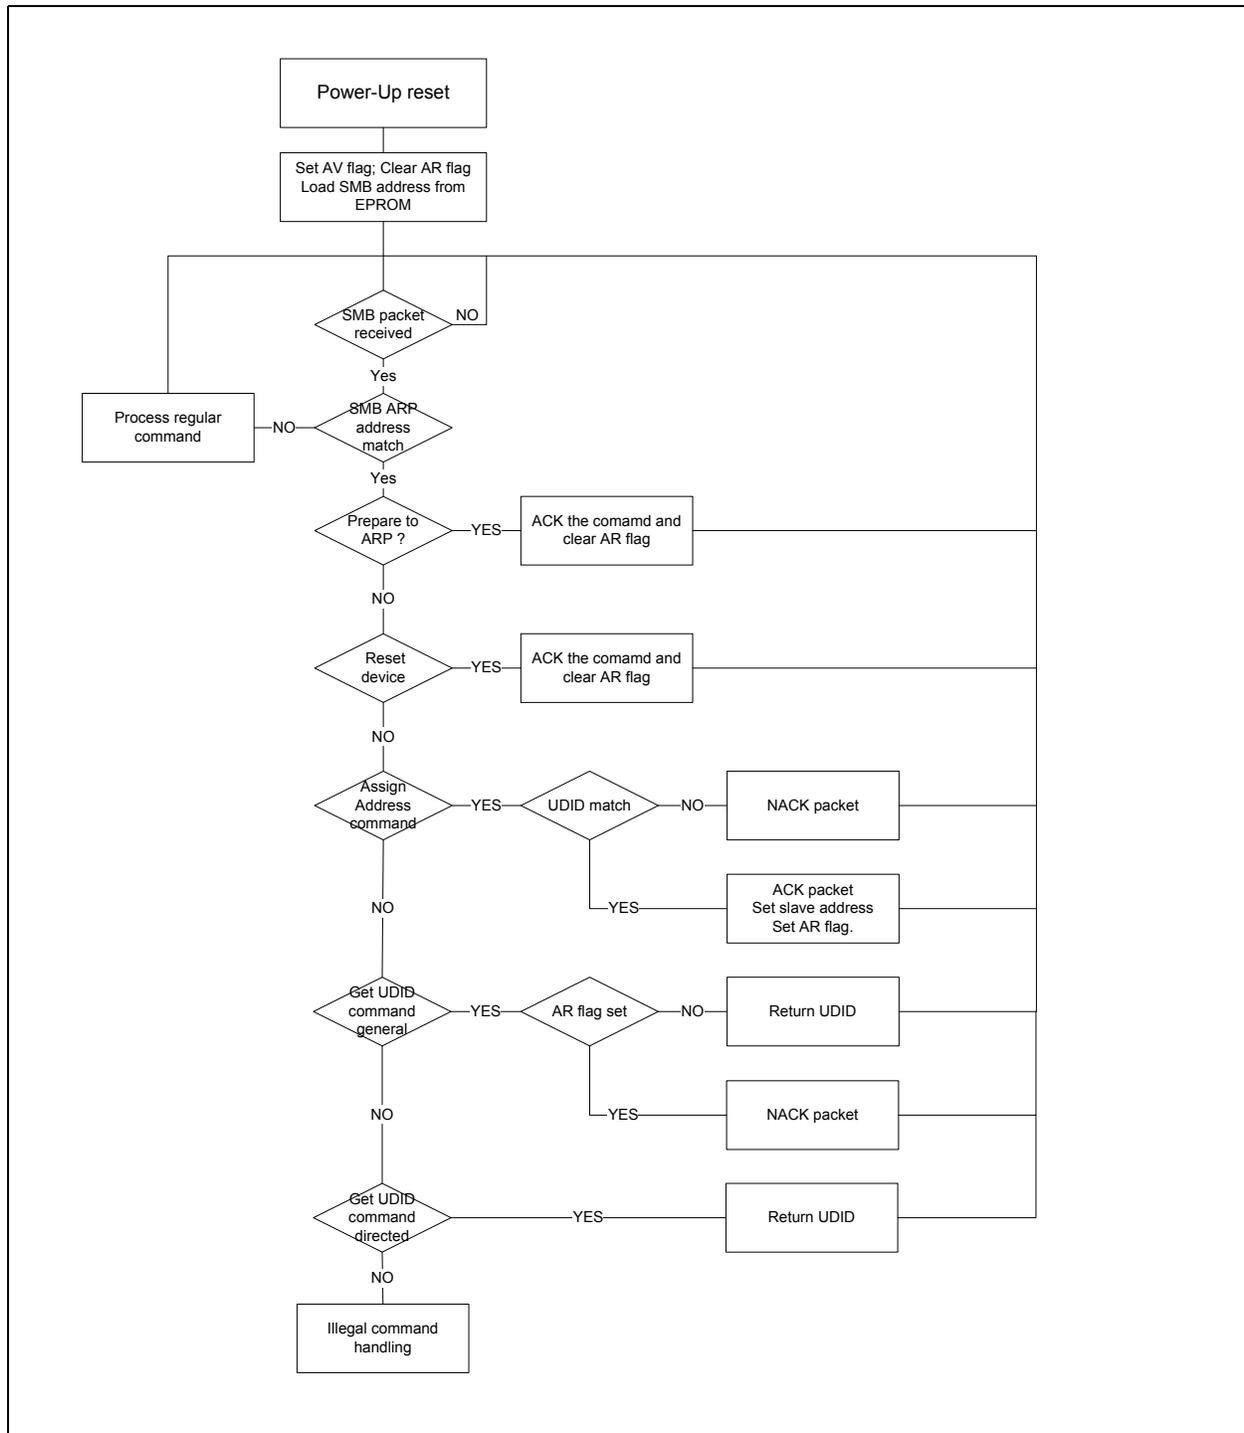 Power-Up reset
Set AV flag; Clear AR flag
Load SMB address from
EPROM
SMB packet
received
NO
Yes
SMB ARP
address
match
NO
Process regular
command
Yes
Prepare to
ARP ?
YES
ACK the comamd and
clear AR flag
NO
Reset
device
YES
ACK the comamd and
clear AR flag
NO
Assign
Address
command
YES
UDID match
NO
NACK packet
YES
ACK packet
Set slave address
Set AR flag.
NO
Get UDID
command
general
YES
AR flag set
NO
Return UDID
YES
NACK packet
NO
Get UDID
command
directed
YES
Return UDID
NO
Illegal command
handling